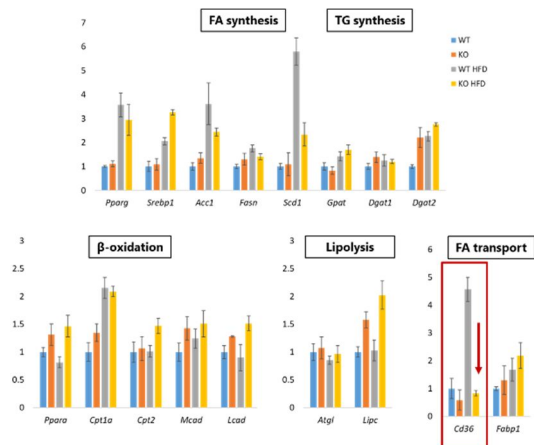 FA synthesis
TG synthesis
7
6
5
4
3
2
1
0
WT
KO
WT HFD
KO HFD
Pparg Srebp1 Acc1 Fasn Scd1 Gpat Dgat1 Dgat2
β-oxidation
3
2.5
2
1.5
1
0.5
0
Ppara Cpt1a Cpt2 Mcad Lcad
Lipolysis
3
2.5
2
1.5
1
0.5
0
Atgl Lipc
FA transport
6
5
4
3
2
1
0
Cd36 Fabp1